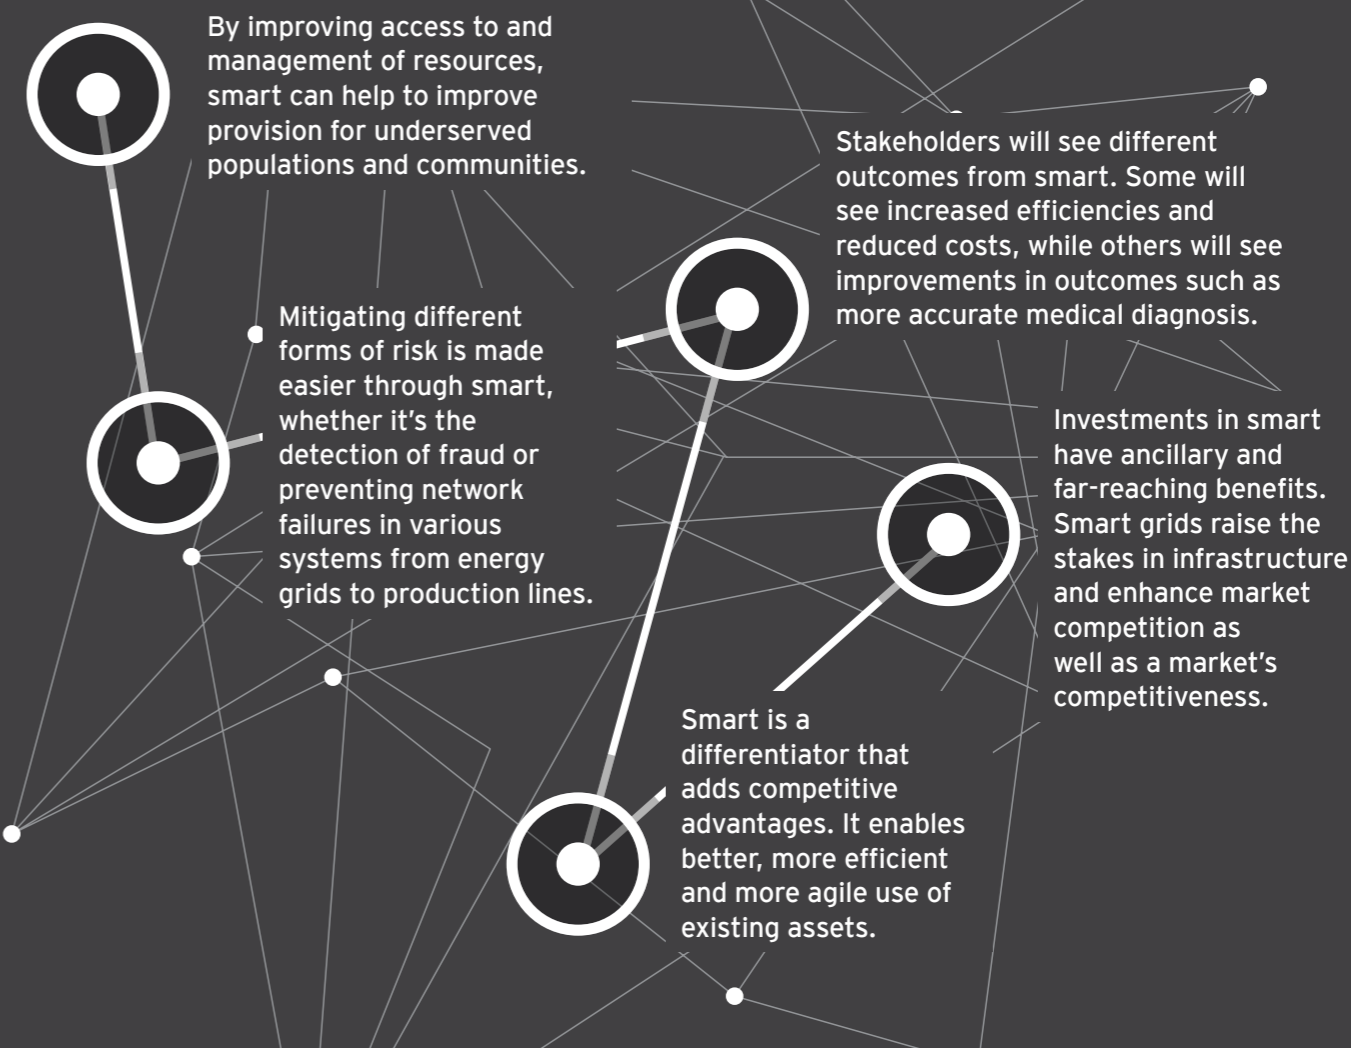 By improving access to and
management of resources,
smart can help to improve
provision for underserved
populations and communities.
Mitigating different
forms of risk is made
easier through smart,
whether it's the
detection of fraud or
preventing network
failures in various
systems from energy
grids to production lines.
Stakeholders will see different
outcomes from smart. Some will
see increased efficiencies and
reduced costs, while others will see
improvements in outcomes such as
more accurate medical diagnosis.
Smart is a
differentiator that
adds competitive
advantages. It enables
better, more efficient
and more agile use of
existing assets.
Investments in smart
have ancillary and
far-reaching benefits.
Smart grids raise the
stakes in infrastructure
and enhance market
competition as
well as a market's
competitiveness.